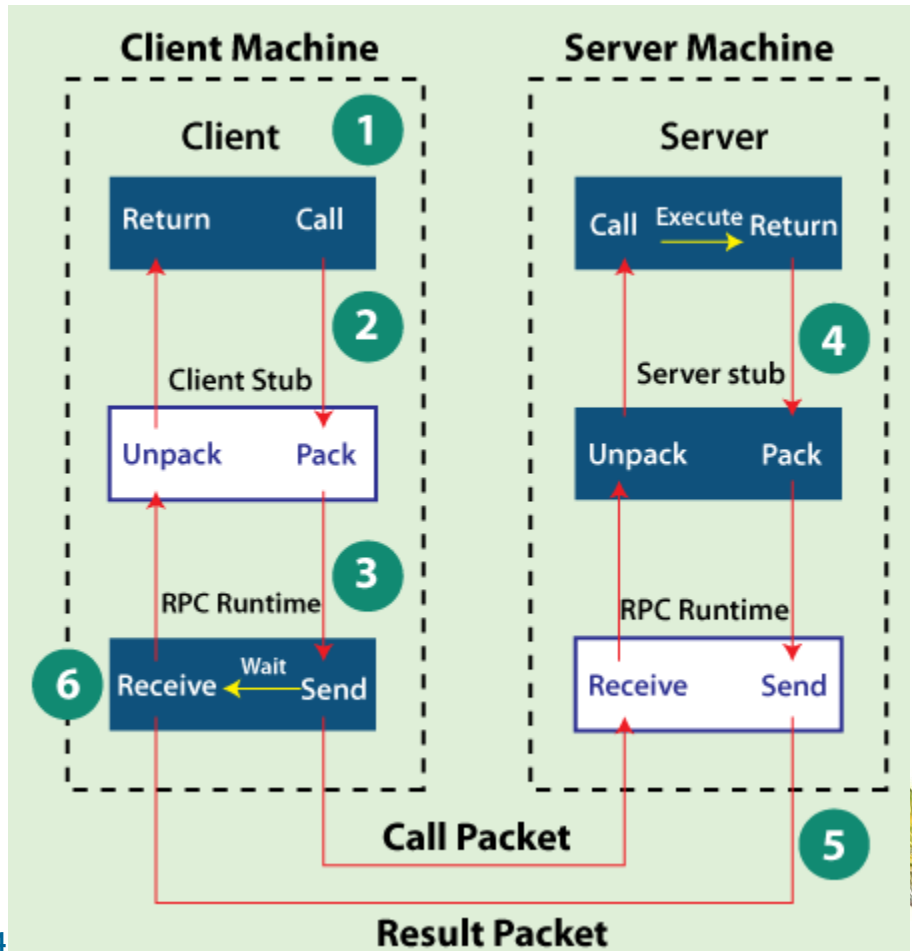 Client Machine
Server Machine
Client
1
Server
Return
Call
Call
Execute
Return
2
4
Client Stub
Server stub
Unpack
Pack
Unpack
Pack
3
RPC Runtime
RPC Runtime
6
Receive
Wait
Send
Receive
Send
Call Packet
5
Result Packet